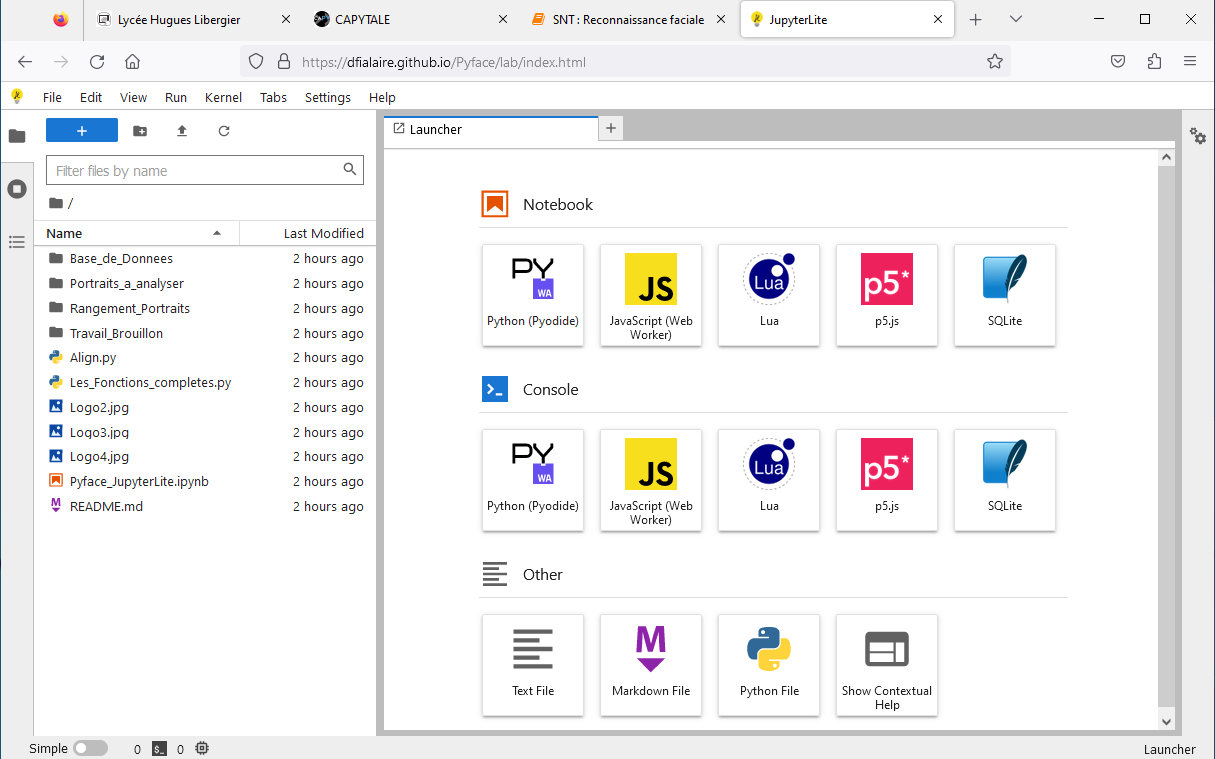 Lycée Hugues Libergier
CAPYTALE
SNT : Reconnaissance faciale
JupyterLite
https://dfialaire.github.io/Pyface/lab/index.html
File Edit View Run Kernel Tabs Settings Help
Launcher
Filter files by name
/
Name Last Modified
Base_de_Donnees 2 hours ago
Portraits_a_analyser 2 hours ago
Rangement_Portraits 2 hours ago
Travail_Brouillon 2 hours ago
Align.py 2 hours ago
Les_Fonctions_completes.py 2 hours ago
Logo2.jpg 2 hours ago
Logo3.jpg 2 hours ago
Logo4.jpg 2 hours ago
Pyface_JupyterLite.ipynb 2 hours ago
README.md 2 hours ago
Notebook
PY
WA
JS
Lua
p5*
Python (Pyodide)
JavaScript (Web
Worker)
Lua
p5.js
SQLite
Console
PY
WA
JS
Lua
p5*
Python (Pyodide)
JavaScript (Web
Worker)
Lua
p5.js
SQLite
Other
M
Text File
Markdown File
Python File
Show Contextual
Help
Simple 0 $_ 0
Launcher